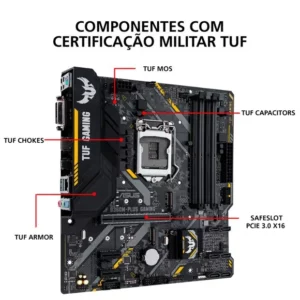 COMPONENTES COM
CERTIFICAÇÃO MILITAR TUF
TUF MOS
TUF CAPACITORS
TUF CHOKES
TUF GAMING
SAFESLOT
PCIE 3.0 X16
TUF ARMOR